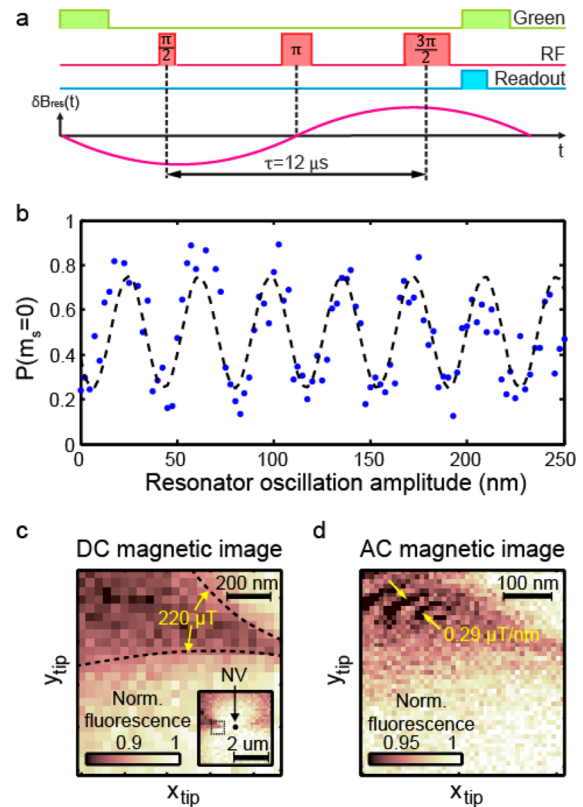 a
Green
π/2 π 3π/2 RF
Readout
δBres(t)
t
τ=12 μs
b
1
0.8
0.6
0.4
0.2
0
P(ms=0)
0 50 100 150 200 250
Resonator oscillation amplitude (nm)
c d
DC magnetic image AC magnetic image
200 nm 100 nm
220 μT
0.29 μT/nm
ytip ytip
Norm. fluorescence
NV
Norm. fluorescence
0.9 1
2 um
0.95 1
xtip xtip